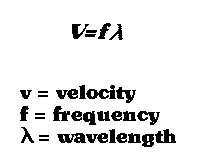 V=fλ
v = velocity
f = frequency
λ = wavelength